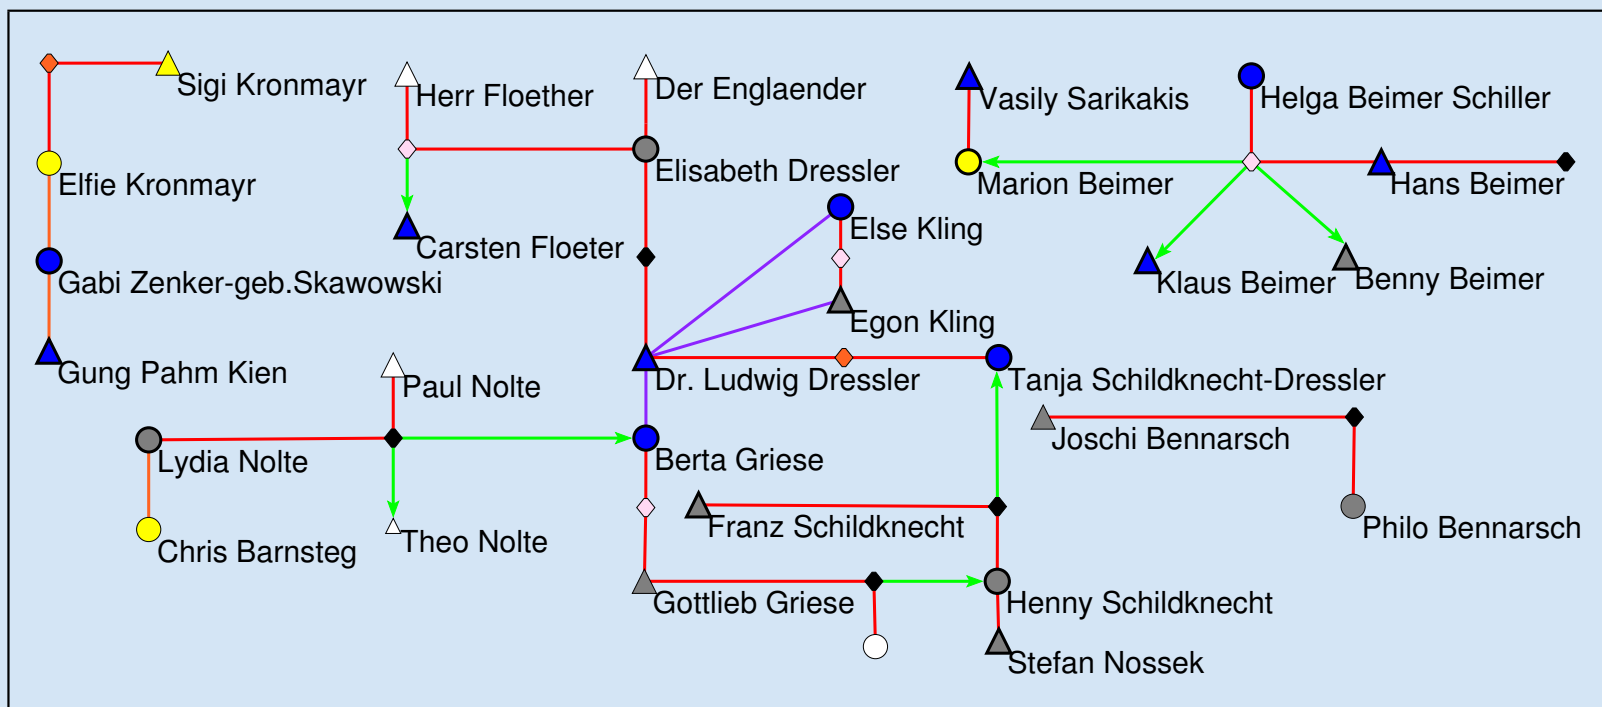 Sigi Kronmayr
Herr Floether
Der Englaender
Vasily Sarikakis
Helga Beimer Schiller
Elfie Kronmayr
Elisabeth Dressler
Marion Beimer
Hans Beimer
Carsten Floeter
Else Kling
Gabi Zenker-geb.Skawowski
Klaus Beimer
Benny Beimer
Egon Kling
Gung Pahm Kien
Paul Nolte
Dr. Ludwig Dressler
Tanja Schildknecht-Dressler
Joschi Bennarsch
Lydia Nolte
Berta Griese
Franz Schildknecht
Philo Bennarsch
Chris Barnsteg
Theo Nolte
Gottlieb Griese
Henny Schildknecht
Stefan Nossek